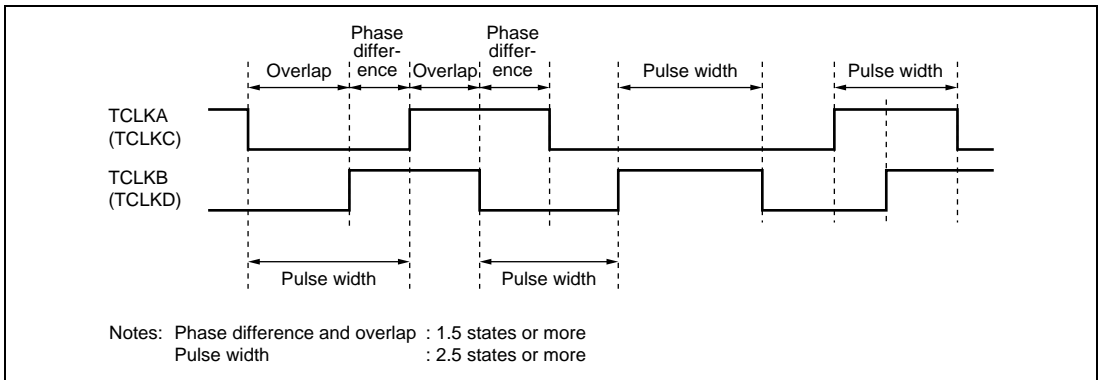 Phase
differ-
ence
Phase
differ-
ence
Overlap
Overlap
Pulse width
Pulse width
TCLKA
(TCLKC)
TCLKB
(TCLKD)
Pulse width
Pulse width
Notes: Phase difference and overlap : 1.5 states or more
Pulse width : 2.5 states or more